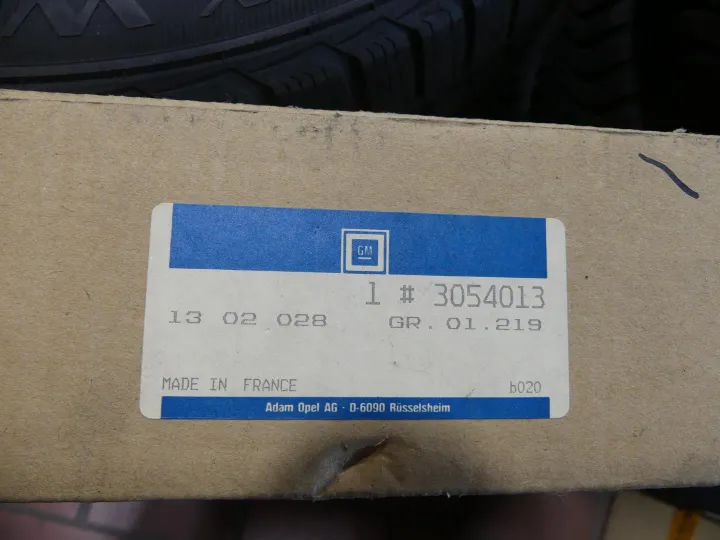 GM
1 # 3054013
13 02 028 GR. 01.219
MADE IN FRANCE b020
Adam Opel AG · D-6090 Rüsselsheim